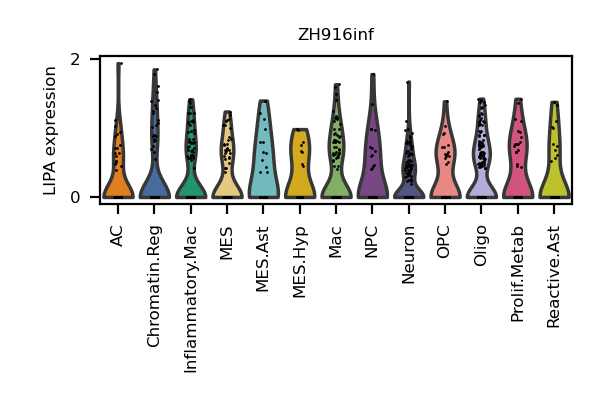 ZH916inf
LIPA expression
2
0
AC
Chromatin.Reg
Inflammatory.Mac
MES
MES.Ast
MES.Hyp
Mac
NPC
Neuron
OPC
Oligo
Prolif.Metab
Reactive.Ast